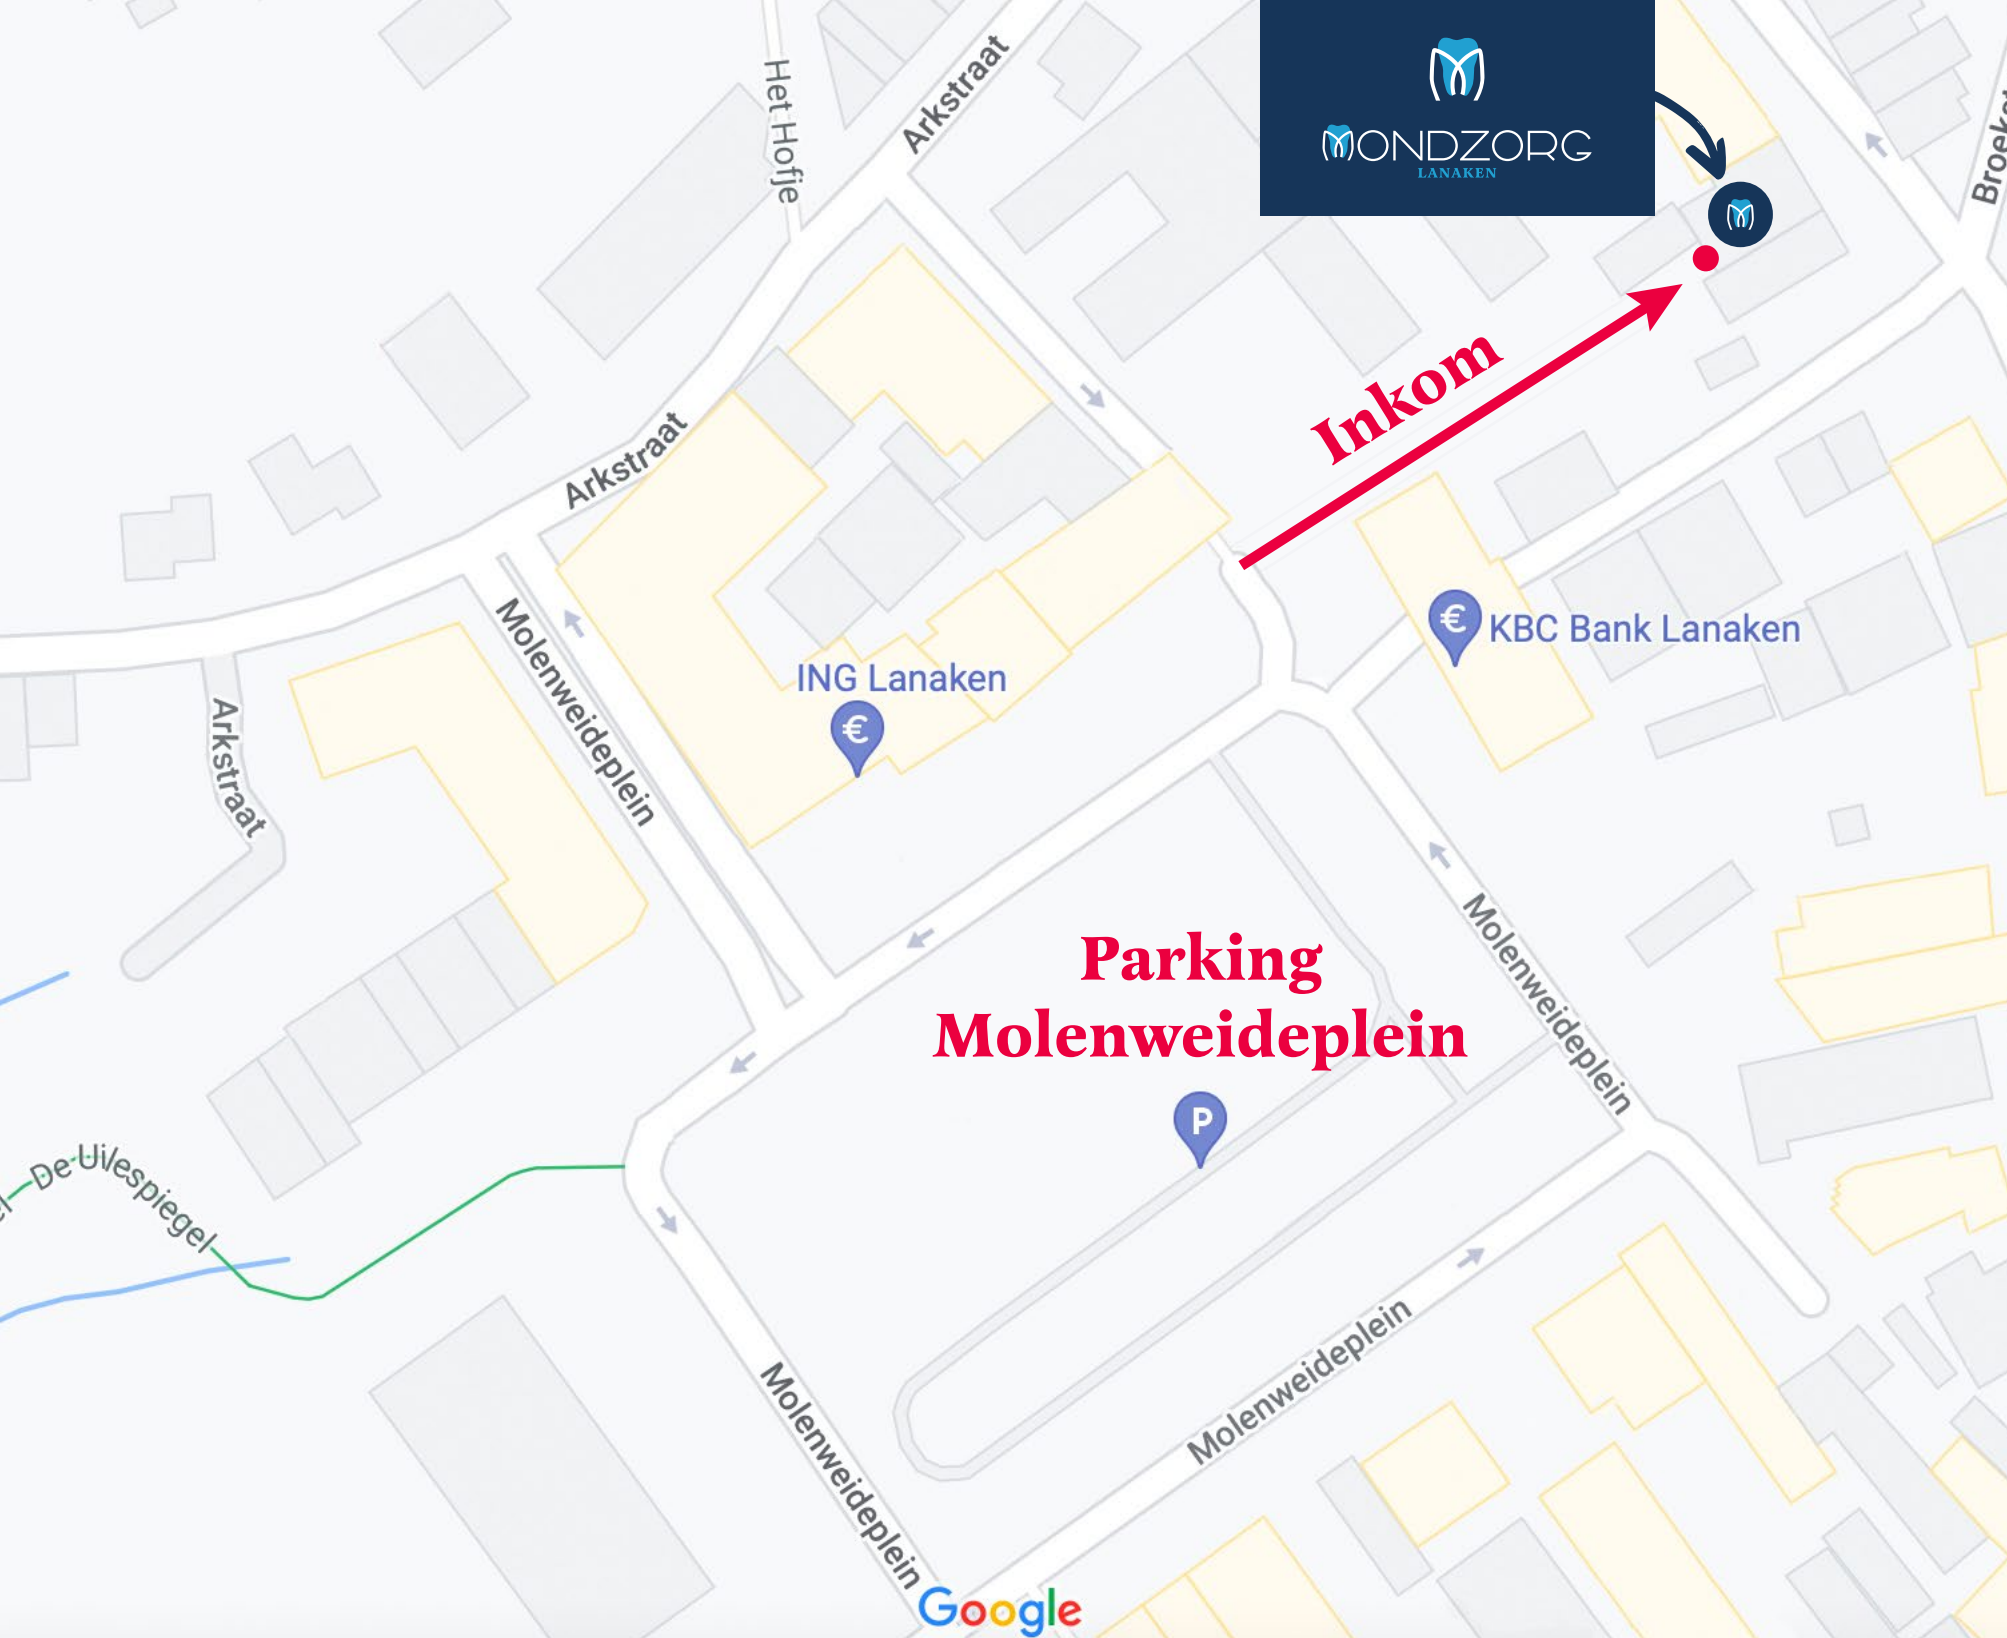 Het Hofje
Arkstraat
MONDZORG
LANAKEN
Inkom
Arkstraat
Molenweideplein
KBC Bank Lanaken
ING Lanaken
Arkstraat
Parking
Molenweideplein
Molenweideplein
De Uilespiegel
Molenweideplein
Molenweideplein
Google